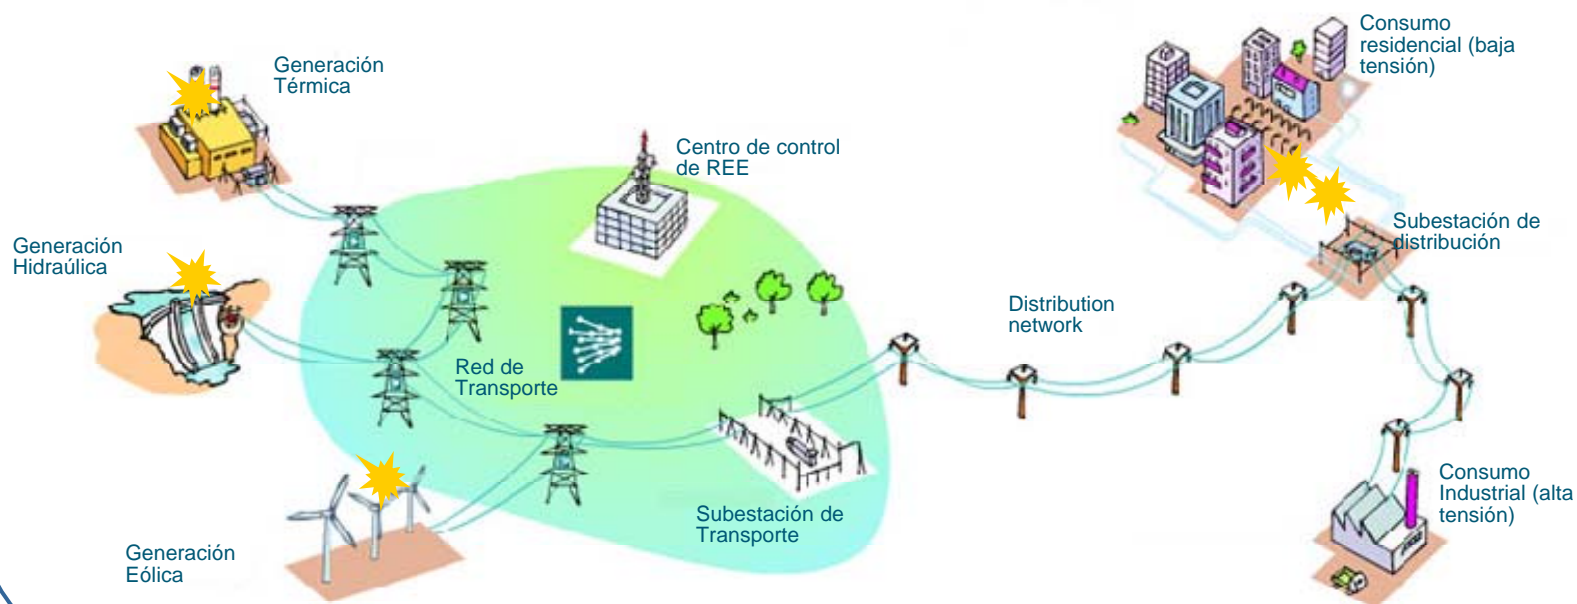 Generación
Térmica
Consumo
residencial (baja
tensión)
Centro de control
de REE
Generación
Hidraúlica
Subestación de
distribución
Distribution
network
Red de
Transporte
Subestación de
Transporte
Consumo
Industrial (alta
tensión)
Generación
Eólica